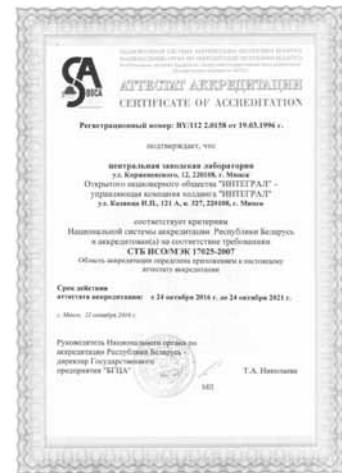 BSCA
АТТЕСТАТ АККРЕДИТАЦИИ
CERTIFICATE OF ACCREDITATION
Регистрационный номер: BY/112 2.0158 от 19.03.1996 г.
подтверждает, что
центральная заводская лаборатория
ул. Корженевского, 12, 220108, г. Минск
Открытого акционерного общества "ИНТЕГРАЛ" -
управляющая компания холдинга "ИНТЕГРАЛ"
ул. Казинца И.П., 121 А, к. 327, 220108, г. Минск
соответствует критериям
Национальной системы аккредитации Республики Беларусь
и аккредитован(а) на соответствие требованиям
СТБ ИСО/МЭК 17025-2007
Область аккредитации определена приложением к настоящему
аттестату аккредитации
Срок действия
аттестата аккредитации: с 24 октября 2016 г. до 24 октября 2021 г.
г. Минск, 2016 г.
Руководитель Национального органа по
аккредитации Республики Беларусь -
директор Государственного
предприятия "БГЦА"
Т.А. Николаева
МП